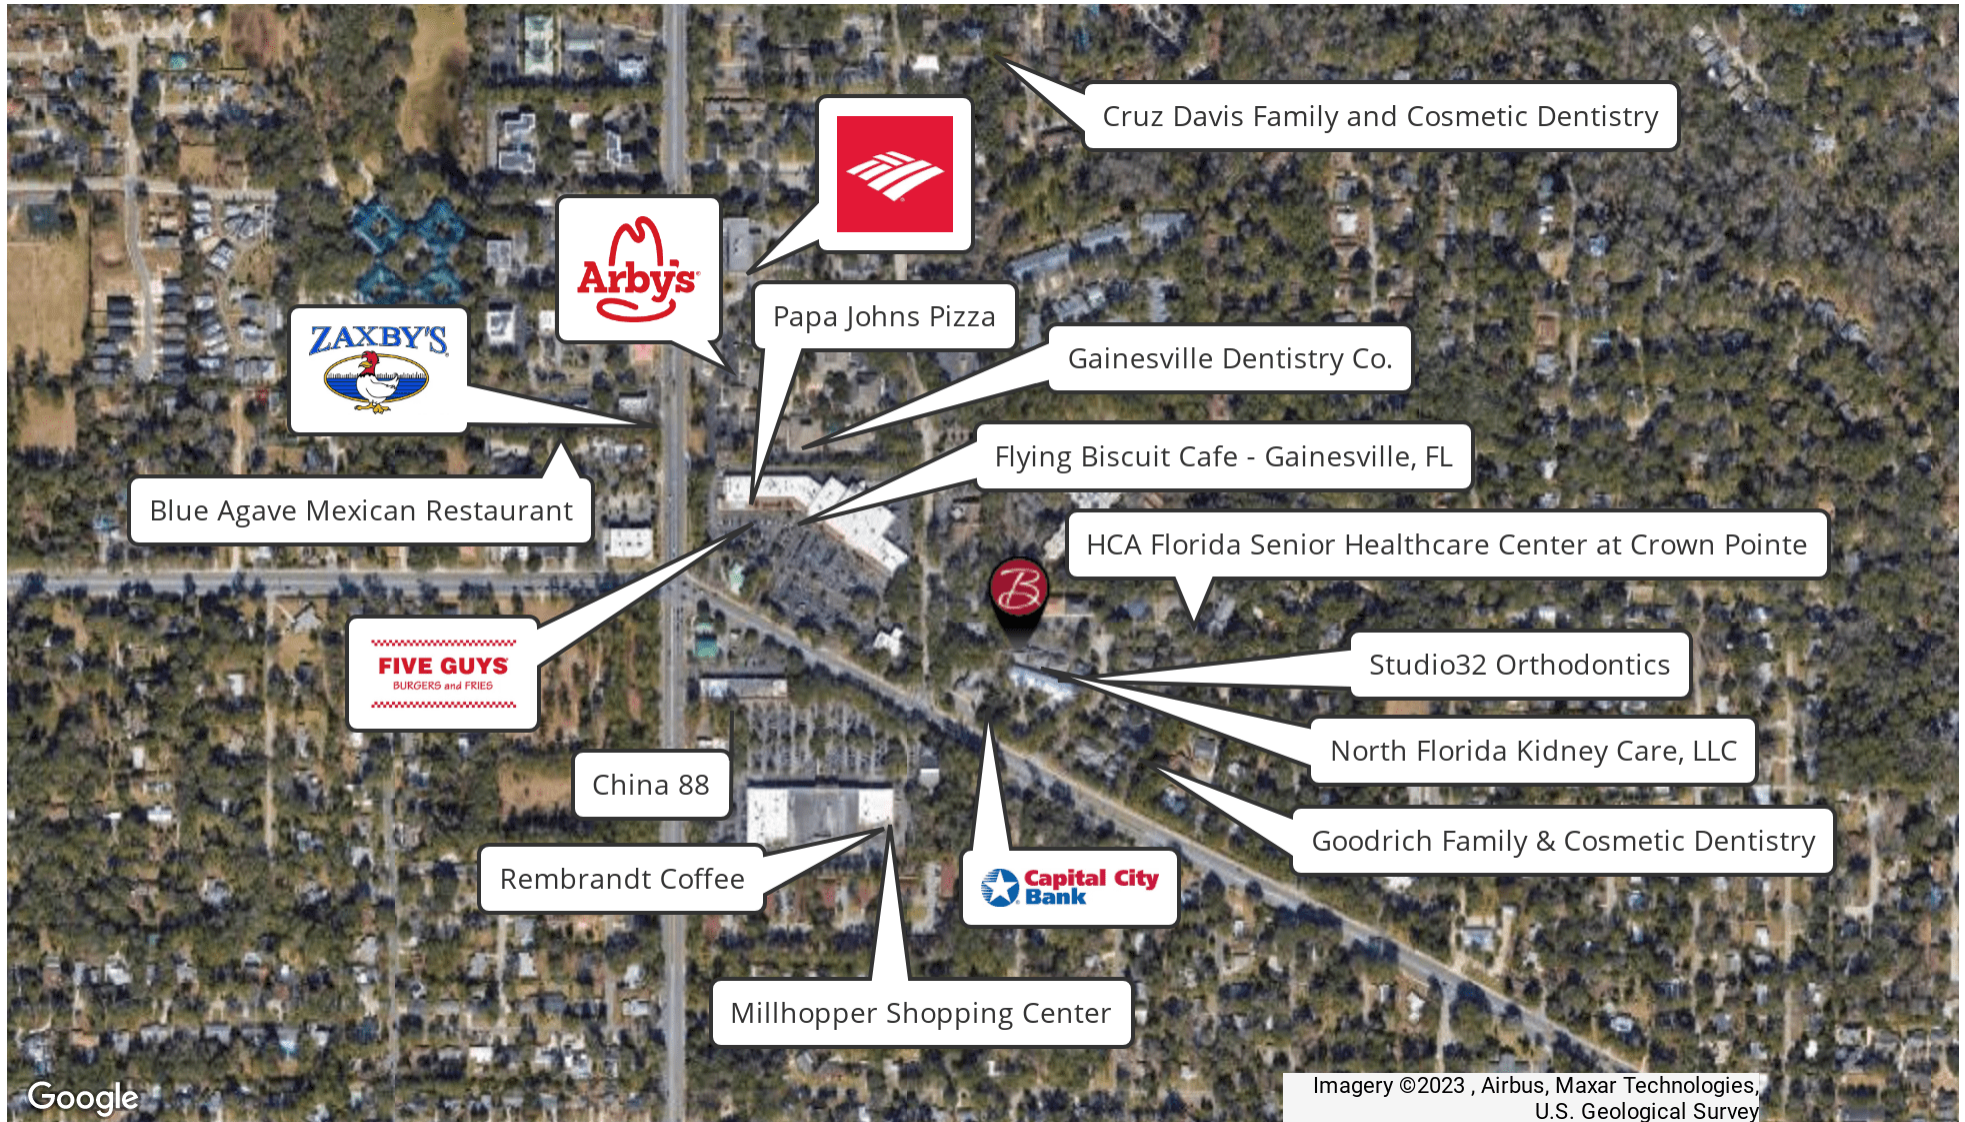 Cruz Davis Family and Cosmetic Dentistry
Arby's
Papa Johns Pizza
ZAXBY'S
Gainesville Dentistry Co.
Flying Biscuit Cafe - Gainesville, FL
Blue Agave Mexican Restaurant
HCA Florida Senior Healthcare Center at Crown Pointe
B
FIVE GUYS
BURGERS and FRIES
Studio32 Orthodontics
North Florida Kidney Care, LLC
China 88
Goodrich Family & Cosmetic Dentistry
Rembrandt Coffee
Capital City
Bank
Millhopper Shopping Center
Google
Imagery ©2023 , Airbus, Maxar Technologies,
U.S. Geological Survey